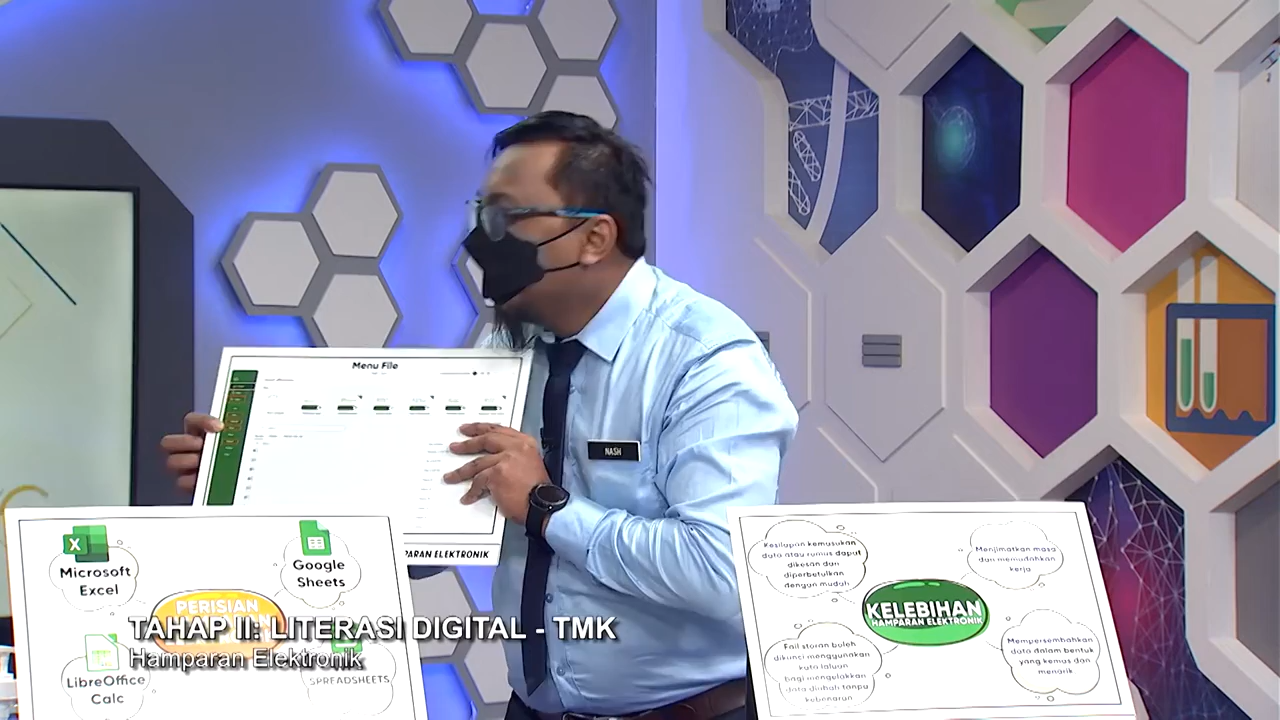 Menu File
NASH
PARAN ELEKTRONIK
Microsoft
Excel
Google
Sheets
PERISIAN
LibreOffice
Calc
SPREADSHEETS
TAHAP II: LITERASI DIGITAL - TMK
Hamparan Elektronik
Kesilapan kemasukan
data atau rumus dapat
dikesan dan
diperbetulkan
dengan mudah
Menjimatkan masa
dan memudahkan
kerja
KELEBIHAN
HAMPARAN ELEKTRONIK
Fail storan boleh
dikunci menggunakan
kata laluan
bagi mengelakkan
data diubah tanpa
kebenaran
Mempersembahkan
data dalam bentuk
yang kemas dan
menarik